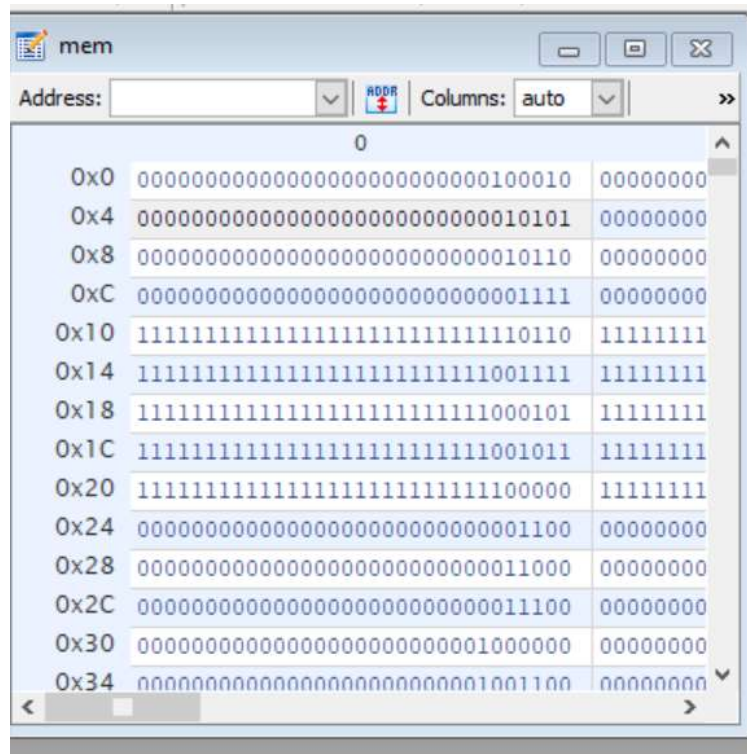 mem
Address: Columns: auto »
0
0x0 00000000000000000000000000100010 00000000
0x4 00000000000000000000000000010101 00000000
0x8 00000000000000000000000000010110 00000000
0xC 00000000000000000000000000001111 00000000
0x10 11111111111111111111111111110110 11111111
0x14 11111111111111111111111111001111 11111111
0x18 11111111111111111111111111000101 11111111
0x1C 11111111111111111111111111001011 11111111
0x20 11111111111111111111111111100000 11111111
0x24 00000000000000000000000000001100 00000000
0x28 00000000000000000000000000011000 00000000
0x2C 00000000000000000000000000011100 00000000
0x30 00000000000000000000000001000000 00000000
0x34 00000000000000000000000001001100 00000000